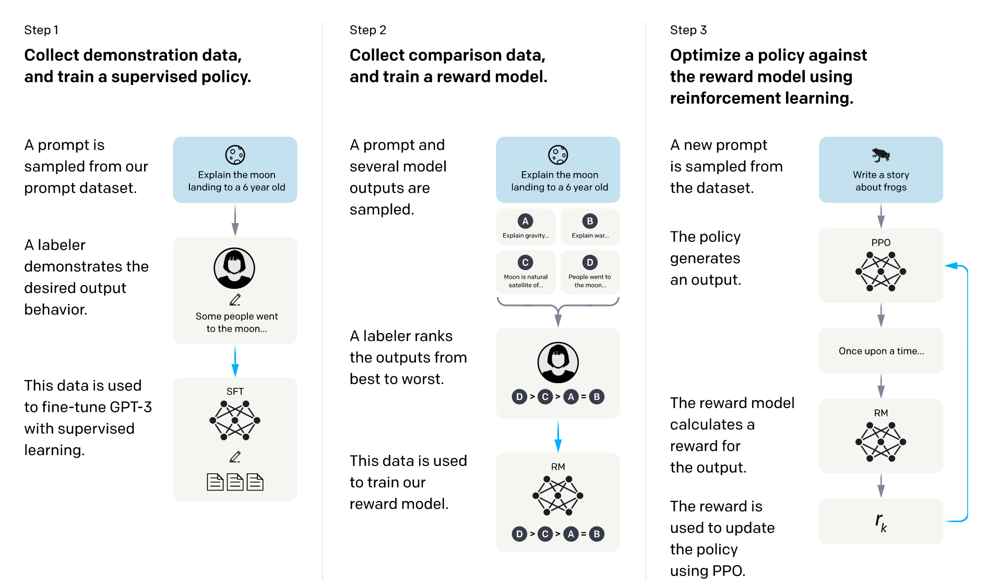 Step 1
Collect demonstration data,
and train a supervised policy.
A prompt is
sampled from our
prompt dataset.
Explain the moon
landing to a 6 year old
A labeler
demonstrates the
desired output
behavior.
Some people went
to the moon...
This data is used
to fine-tune GPT-3
with supervised
learning.
SFT
Step 2
Collect comparison data,
and train a reward model.
A prompt and
several model
outputs are
sampled.
Explain the moon
landing to a 6 year old
A
Explain gravity...
B
Explain war...
C
Moon is natural
satellite of...
D
People went to
the moon...
A labeler ranks
the outputs from
best to worst.
D > C > A = B
This data is used
to train our
reward model.
RM
D > C > A = B
Step 3
Optimize a policy against
the reward model using
reinforcement learning.
A new prompt
is sampled from
the dataset.
Write a story
about frogs
The policy
generates
an output.
PPO
Once upon a time...
The reward model
calculates a
reward for
the output.
RM
The reward is
used to update
the policy
using PPO.
r_k